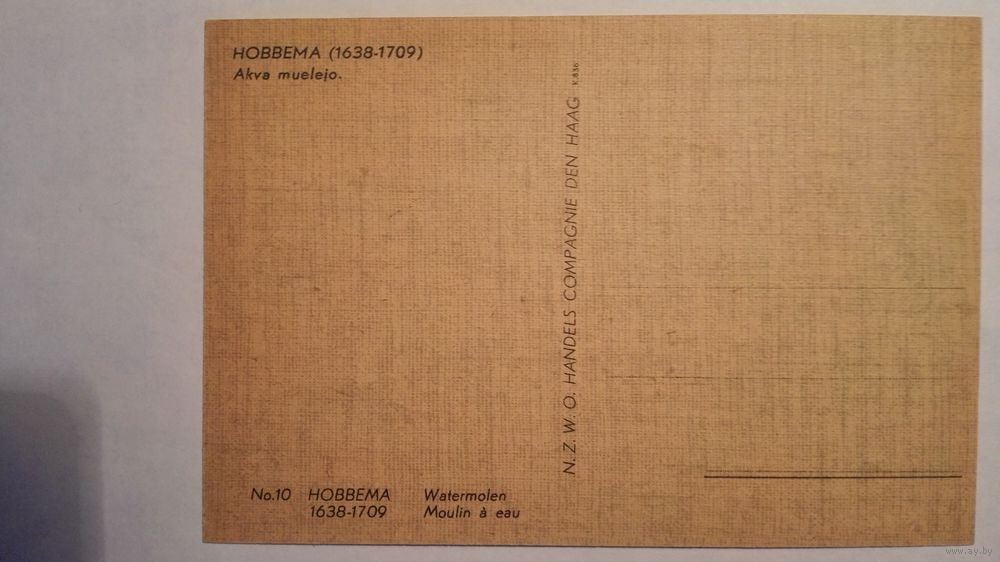 HOBBEMA (1638-1709)
Akva muelejo.
N. Z. W. O. HANDELS COMPAGNIE DEN HAAG K.836
No.10 HOBBEMA Watermolen
1638-1709 Moulin à eau
www.ay.by